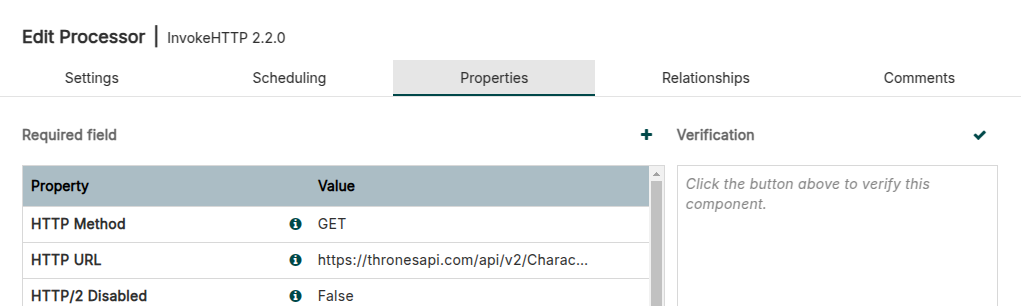 Edit Processor | InvokeHTTP 2.2.0
Settings Scheduling Properties Relationships Comments
Required field
Verification
Property Value
HTTP Method GET
HTTP URL https://thronesapi.com/api/v2/Charac...
HTTP/2 Disabled False
Click the button above to verify this
component.